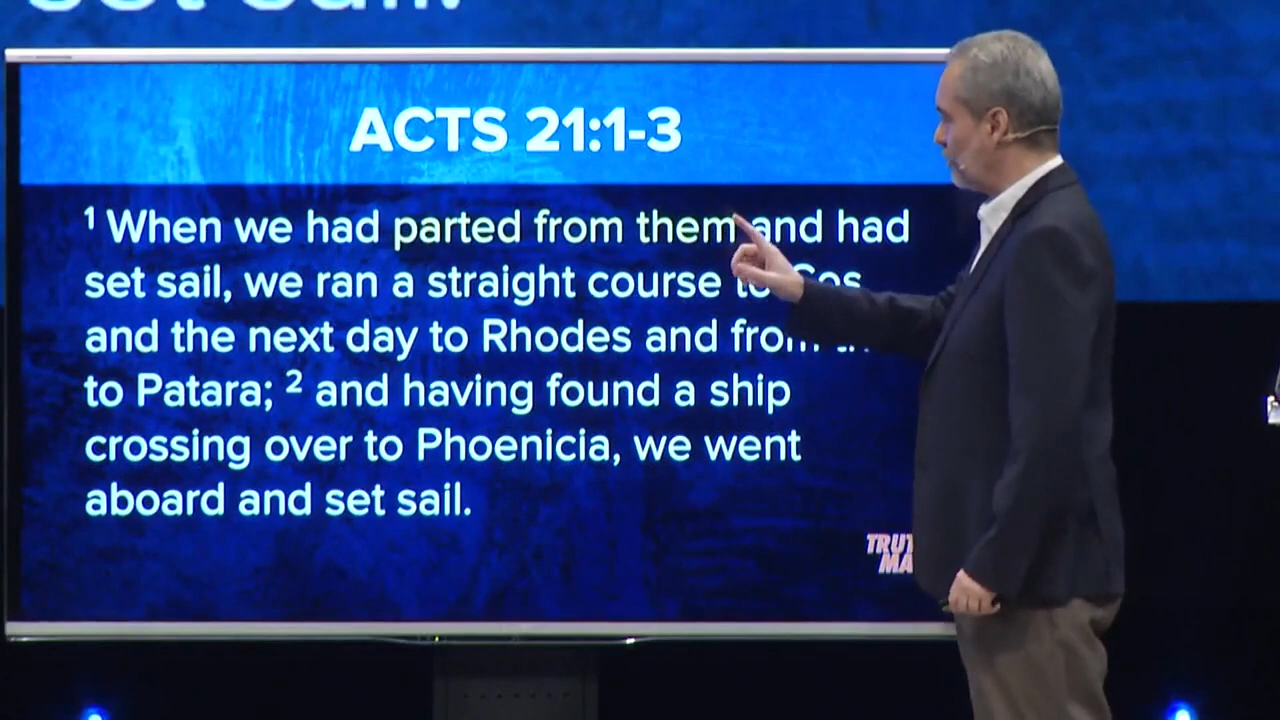 ACTS 21:1-3
¹ When we had parted from them and had
set sail, we ran a straight course to Cos
and the next day to Rhodes and from
to Patara; ² and having found a ship
crossing over to Phoenicia, we went
aboard and set sail.